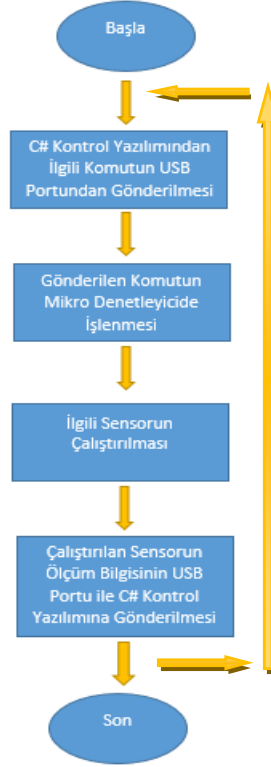 Başla
C# Kontrol Yazılımından
İlgili Komutun USB
Portundan Gönderilmesi
Gönderilen Komutun
Mikro Denetleyicide
İşlenmesi
İlgili Sensorun
Çalıştırılması
Çalıştırılan Sensorun
Ölçüm Bilgisinin USB
Portu ile C# Kontrol
Yazılımına Gönderilmesi
Son